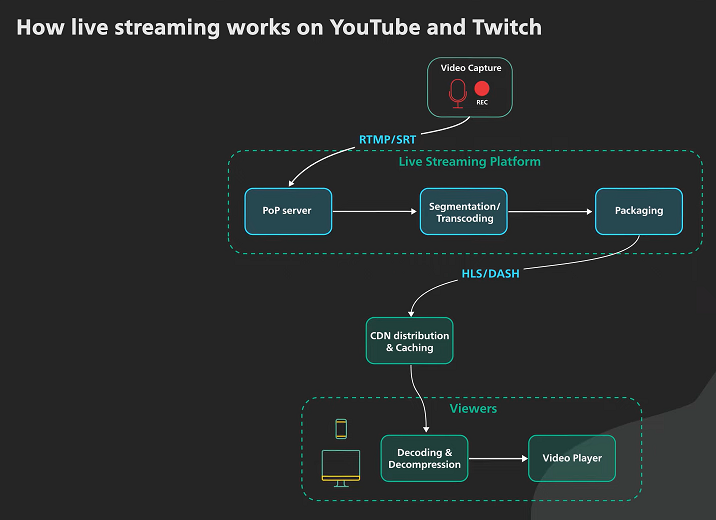 How live streaming works on YouTube and Twitch
Video Capture
REC
RTMP/SRT
Live Streaming Platform
PoP server
Segmentation/
Transcoding
Packaging
HLS/DASH
CDN distribution
& Caching
Viewers
Decoding &
Decompression
Video Player